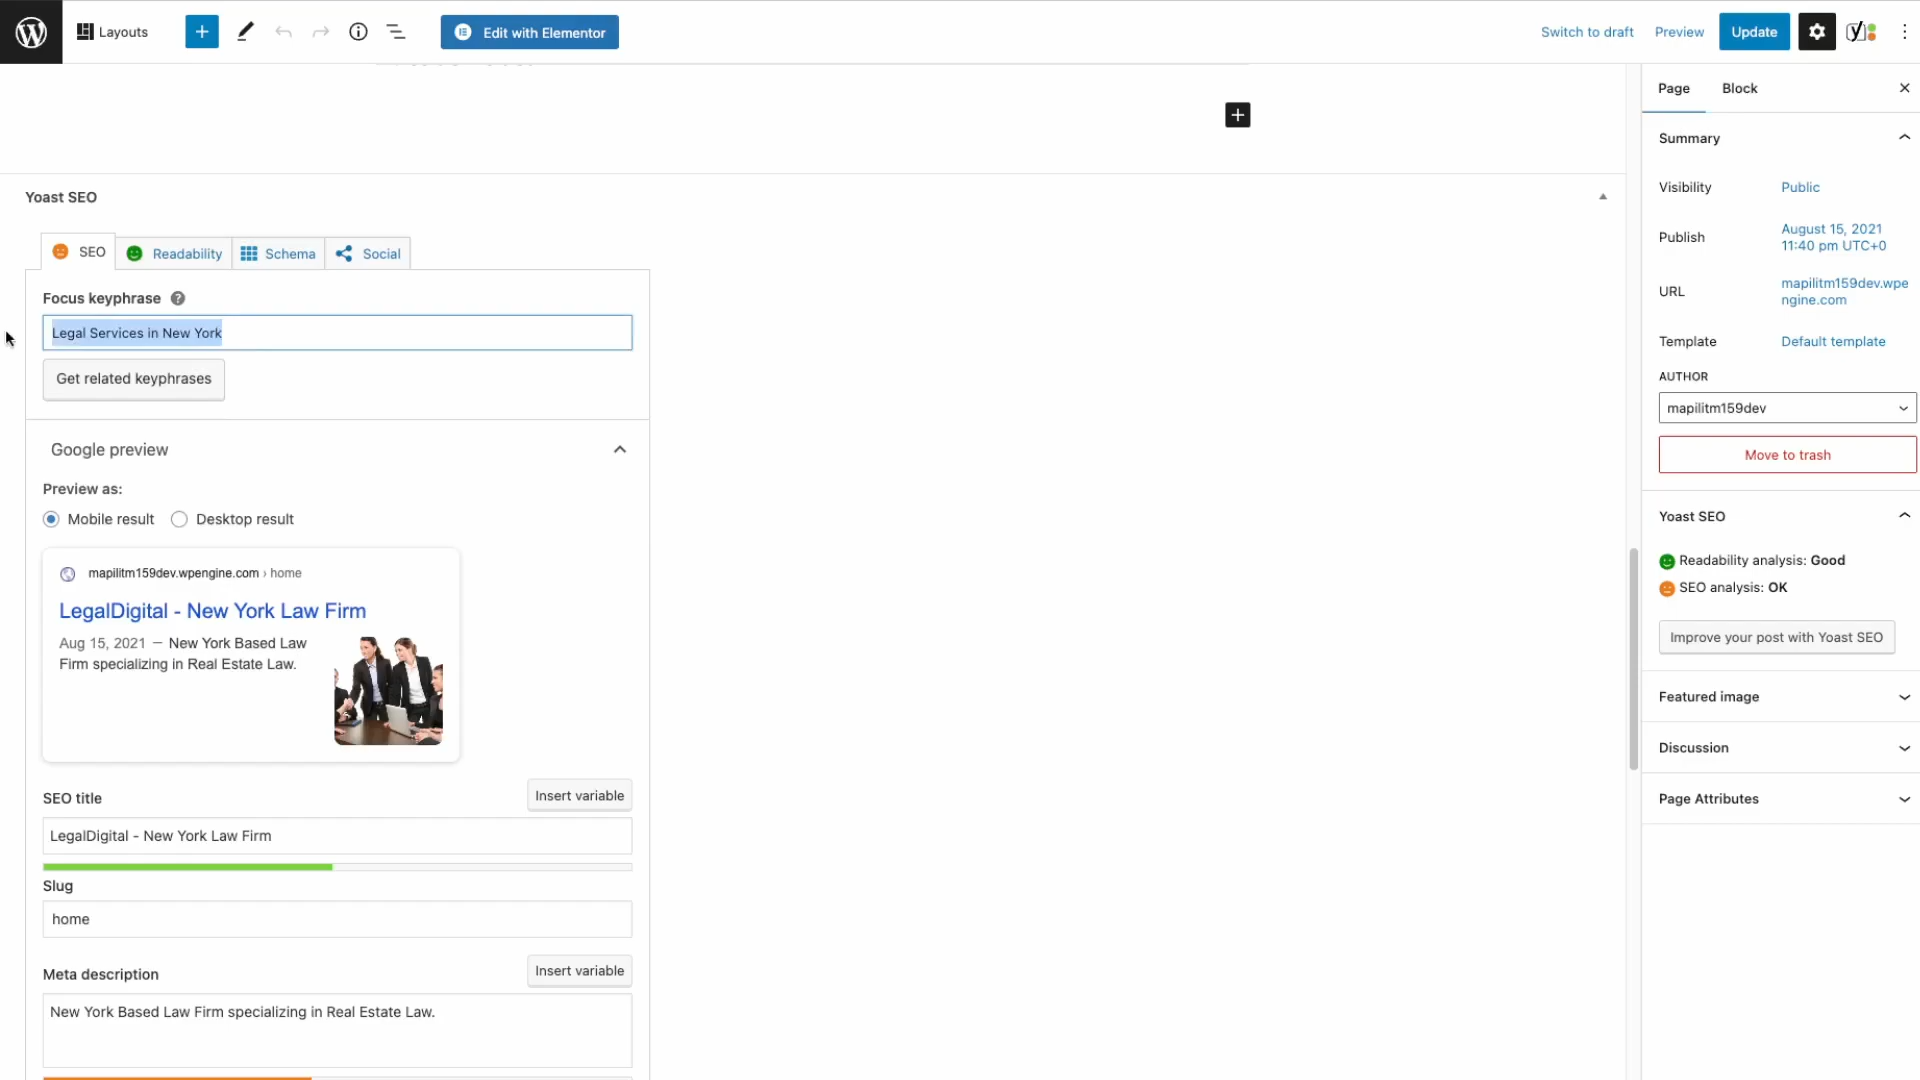 Layouts
Edit with Elementor
Switch to draft
Preview
Update
Page
Block
Summary
Visibility
Public
Publish
August 15, 2021
11:40 pm UTC+0
URL
mapilitm159dev.wpe
ngine.com
Template
Default template
AUTHOR
mapilitm159dev
Move to trash
Yoast SEO
Readability analysis: Good
SEO analysis: OK
Improve your post with Yoast SEO
Featured image
Discussion
Page Attributes
Yoast SEO
SEO
Readability
Schema
Social
Focus keyphrase
Legal Services in New York
Get related keyphrases
Google preview
Preview as:
Mobile result
Desktop result
mapilitm159dev.wpengine.com › home
LegalDigital - New York Law Firm
Aug 15, 2021 – New York Based Law
Firm specializing in Real Estate Law.
SEO title
Insert variable
LegalDigital - New York Law Firm
Slug
home
Meta description
Insert variable
New York Based Law Firm specializing in Real Estate Law.